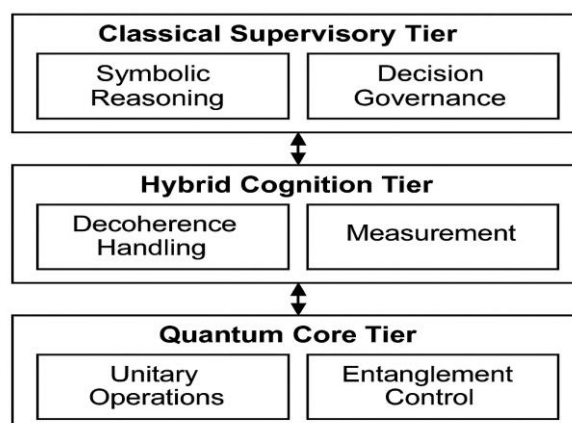 Classical Supervisory Tier
Symbolic
Reasoning
Decision
Governance
Hybrid Cognition Tier
Decoherence
Handling
Measurement
Quantum Core Tier
Unitary
Operations
Entanglement
Control